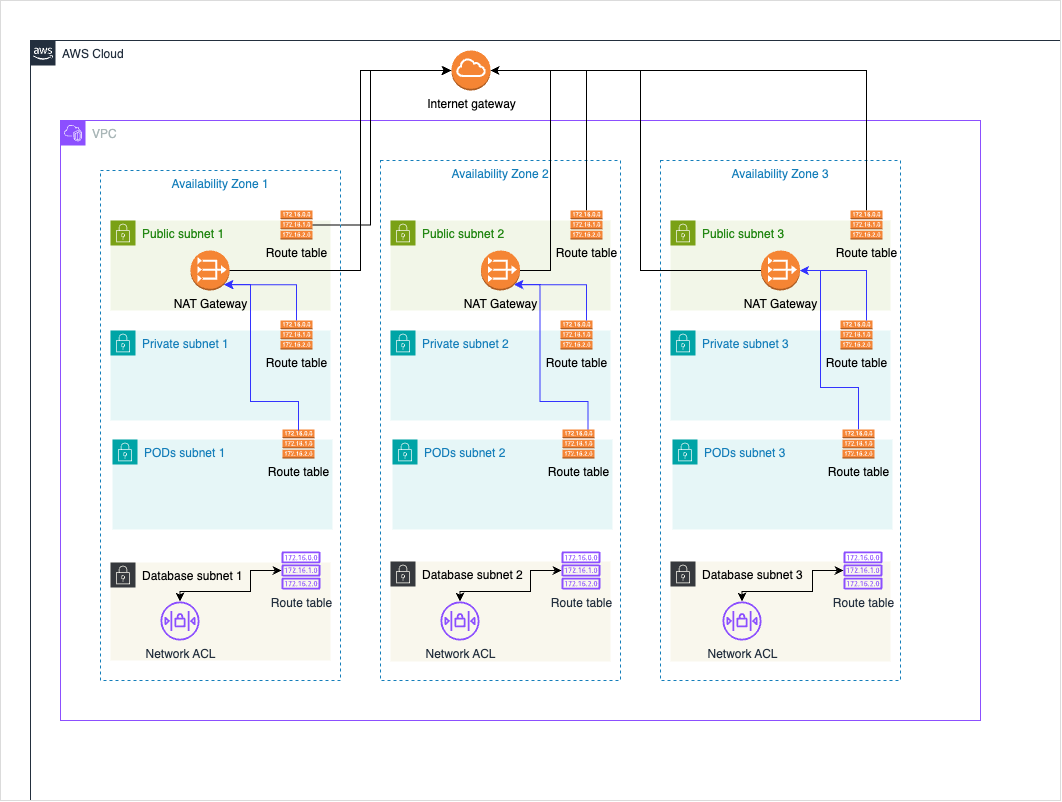 aws
AWS Cloud
Internet gateway
VPC
Availability Zone 1
Availability Zone 2
Availability Zone 3
172.16.0.0
172.16.1.0
172.16.2.0
Public subnet 1
Route table
NAT Gateway
172.16.0.0
172.16.1.0
172.16.2.0
Public subnet 2
Route table
NAT Gateway
172.16.0.0
172.16.1.0
172.16.2.0
Public subnet 3
Route table
NAT Gateway
172.16.0.0
172.16.1.0
172.16.2.0
Private subnet 1
Route table
172.16.0.0
172.16.1.0
172.16.2.0
Private subnet 2
Route table
172.16.0.0
172.16.1.0
172.16.2.0
Private subnet 3
Route table
172.16.0.0
172.16.1.0
172.16.2.0
PODs subnet 1
Route table
172.16.0.0
172.16.1.0
172.16.2.0
PODs subnet 2
Route table
172.16.0.0
172.16.1.0
172.16.2.0
PODs subnet 3
Route table
172.16.0.0
172.16.1.0
172.16.2.0
Database subnet 1
Route table
Network ACL
172.16.0.0
172.16.1.0
172.16.2.0
Database subnet 2
Route table
Network ACL
172.16.0.0
172.16.1.0
172.16.2.0
Database subnet 3
Route table
Network ACL